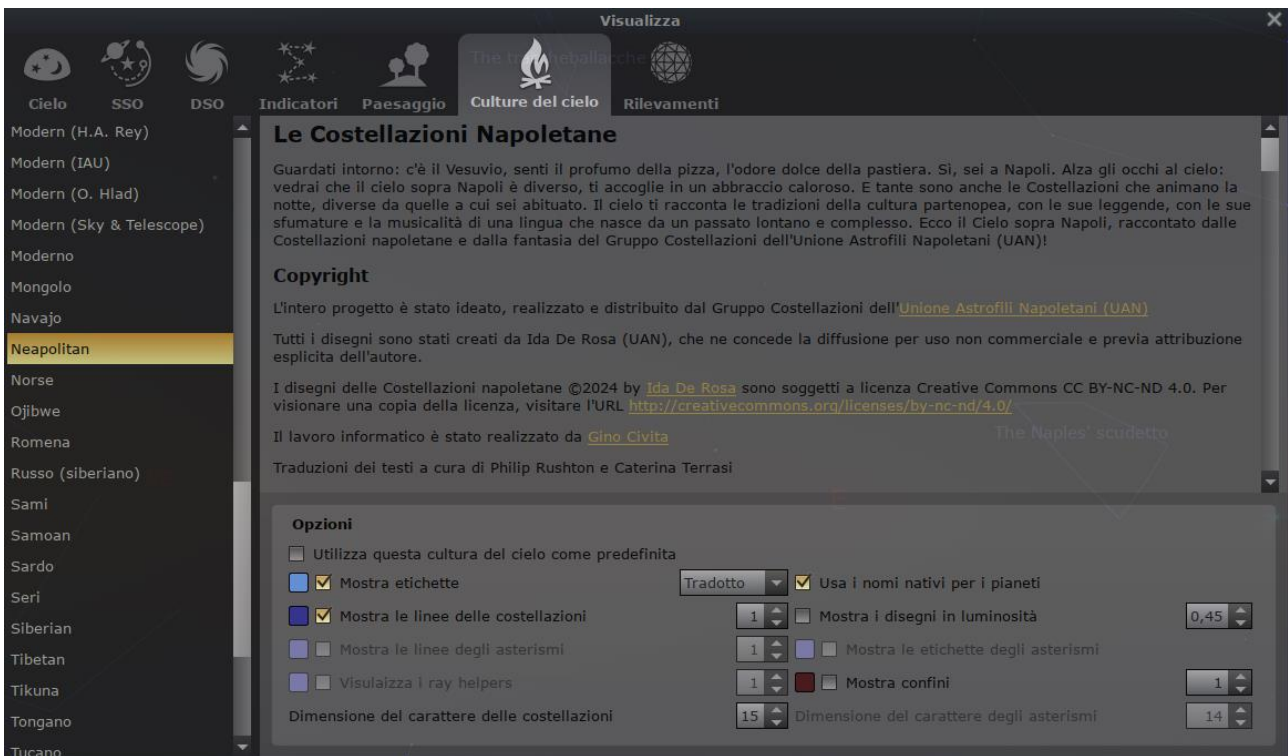 Visualizza
The tr cheballacche
Cielo
SSO
DSO
Indicatori
Paesaggio
Culture del cielo
Rilevamenti
Modern (H.A. Rey)
Modern (IAU)
Modern (O. Hlad)
Modern (Sky & Telescope)
Moderno
Mongolo
Navajo
Neapolitan
Norse
Ojibwe
Romena
Russo (siberiano)
Sami
Samoan
Sardo
Seri
Siberian
Tibetan
Tikuna
Tongano
Tucano
Le Costellazioni Napoletane
Guardati intorno: c'è il Vesuvio, senti il profumo della pizza, l'odore dolce della pastiera. Sì, sei a Napoli. Alza gli occhi al cielo:
vedrai che il cielo sopra Napoli è diverso, ti accoglie in un abbraccio caloroso. E tante sono anche le Costellazioni che animano la
notte, diverse da quelle a cui sei abituato. Il cielo ti racconta le tradizioni della cultura partenopea, con le sue leggende, con le sue
sfumature e la musicalità di una lingua che nasce da un passato lontano e complesso. Ecco il Cielo sopra Napoli, raccontato dalle
Costellazioni napoletane e dalla fantasia del Gruppo Costellazioni dell'Unione Astrofili Napoletani (UAN)!
Copyright
L'intero progetto è stato ideato, realizzato e distribuito dal Gruppo Costellazioni dell'Unione Astrofili Napoletani (UAN)
Tutti i disegni sono stati creati da Ida De Rosa (UAN), che ne concede la diffusione per uso non commerciale e previa attribuzione
esplicita dell'autore.
I disegni delle Costellazioni napoletane ©2024 by Ida De Rosa sono soggetti a licenza Creative Commons CC BY-NC-ND 4.0. Per
visionare una copia della licenza, visitare l'URL http://creativecommons.org/licenses/by-nc-nd/4.0/
Il lavoro informatico è stato realizzato da Gino Civita
The Naples' scudetto
Traduzioni dei testi a cura di Philip Rushton e Caterina Terrasi
Opzioni
Utilizza questa cultura del cielo come predefinita
Mostra etichette
Tradotto
Usa i nomi nativi per i pianeti
Mostra le linee delle costellazioni
1
Mostra i disegni in luminosità
0,45
Mostra le linee degli asterismi
1
Mostra le etichette degli asterismi
Visulaizza i ray helpers
1
Mostra confini
1
Dimensione del carattere delle costellazioni
15
Dimensione del carattere degli asterismi
14